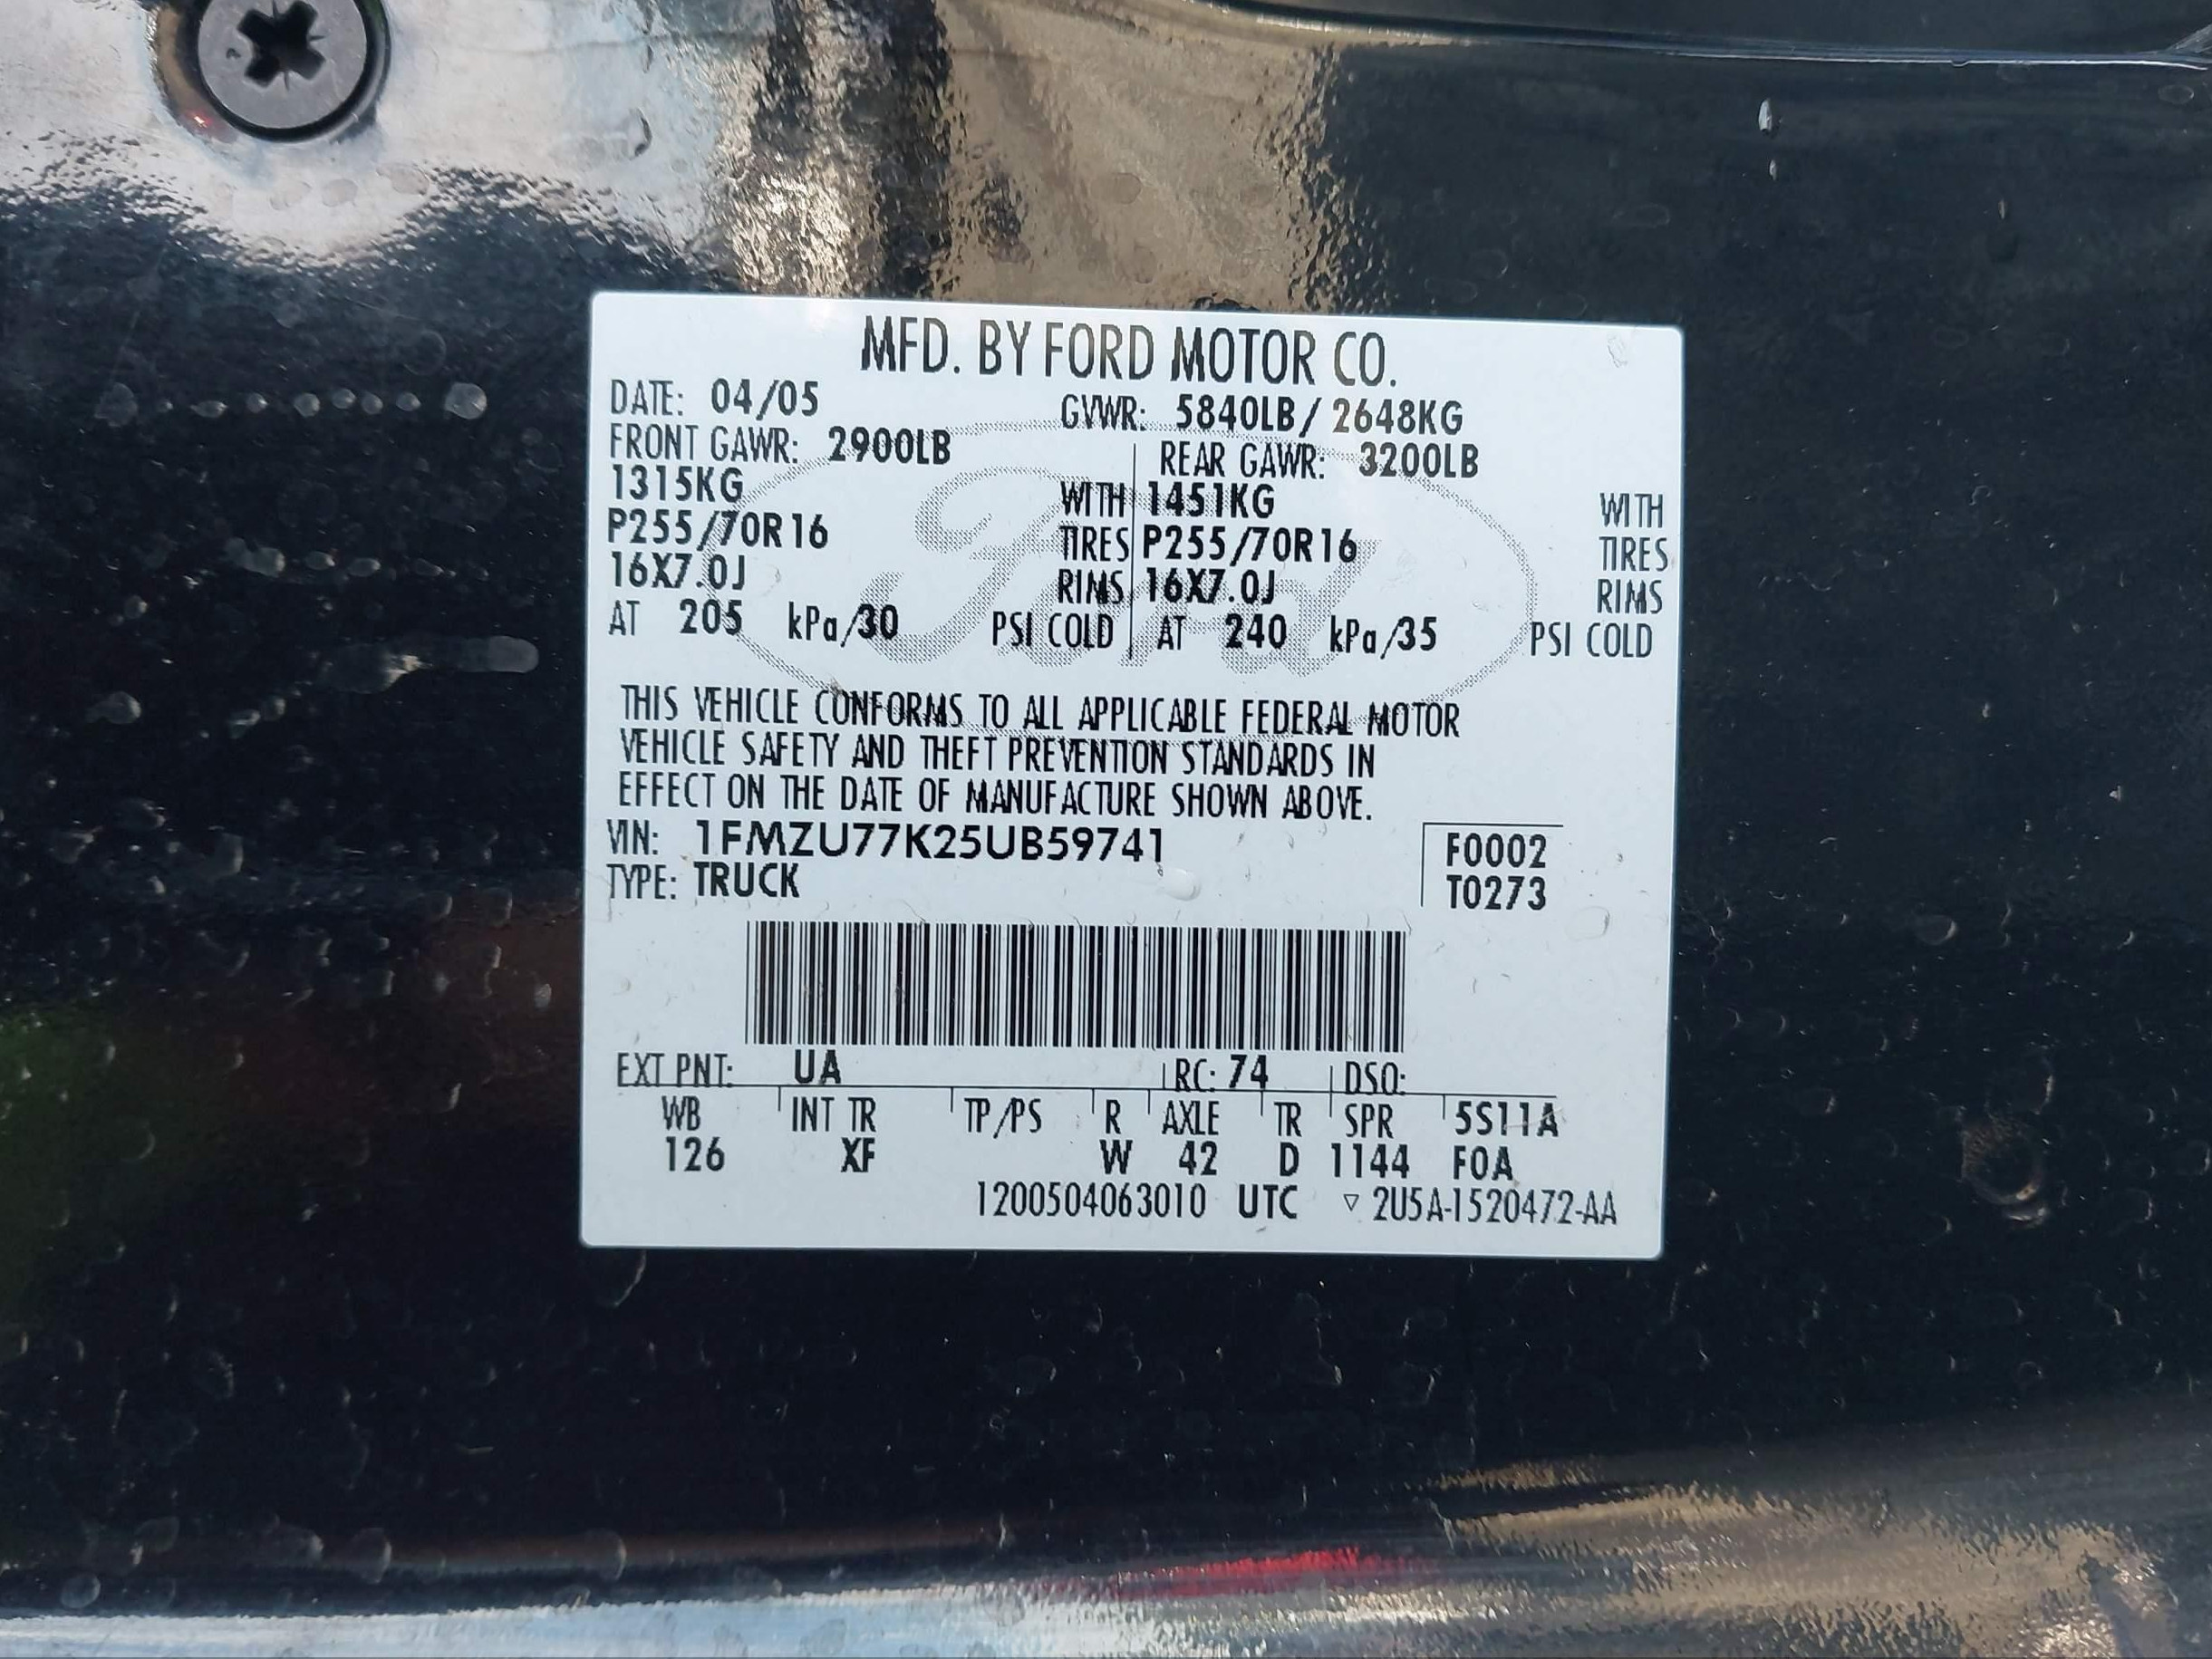 MFD. BY FORD MOTOR CO.
DATE: 04/05 GVWR: 5840LB/ 2648KG
FRONT GAWR: 2900LB REAR GAWR: 3200LB
1315KG WITH 1451KG WITH
P255/70R16 TIRES P255/70R16 TIRES
16X7.0J RIMS 16X7.0J RIMS
AT 205 kPa/30 PSI COLD AT 240 kPa/35 PSI COLD
Ford
THIS VEHICLE CONFORMS TO ALL APPLICABLE FEDERAL MOTOR
VEHICLE SAFETY AND THEFT PREVENTION STANDARDS IN
EFFECT ON THE DATE OF MANUFACTURE SHOWN ABOVE.
VIN: 1FMZU77K25UB59741 F0002
TYPE: TRUCK T0273
EXT PNT: UA RC: 74 DSO:
WB INT TR TP/PS R AXLE TR SPR 5S11A
126 XF W 42 D 1144 F0A
1200504063010 UTC ▽ 2U5A-1520472-AA